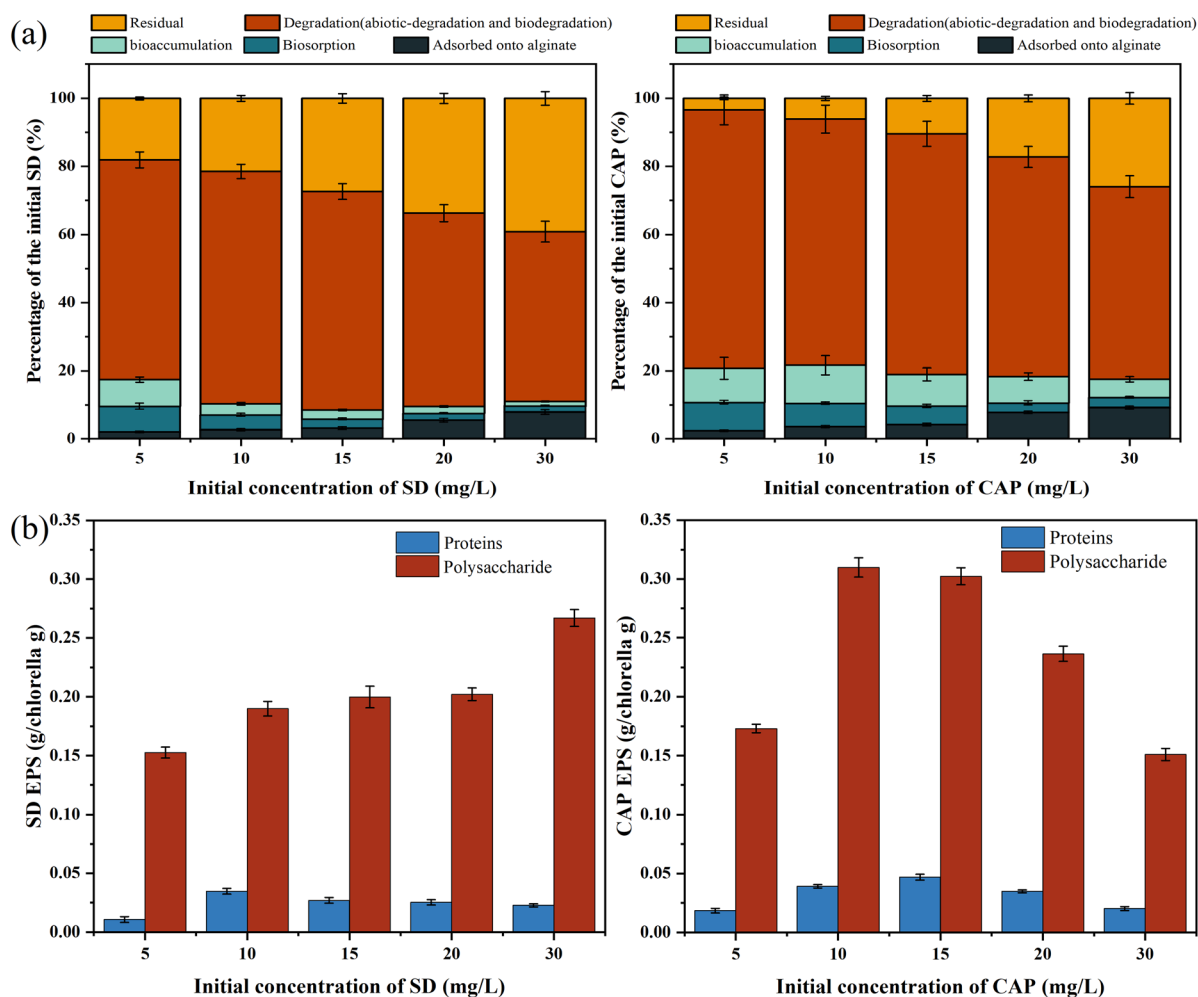 (a)
Residual
Degradation(abiotic-degradation and biodegradation)
bioaccumulation
Biosorption
Adsorbed onto alginate
Percentage of the initial SD (%)
100
80
60
40
20
0
5
10
15
20
30
Initial concentration of SD (mg/L)
Residual
Degradation(abiotic-degradation and biodegradation)
bioaccumulation
Biosorption
Adsorbed onto alginate
Percentage of the initial CAP (%)
100
80
60
40
20
0
5
10
15
20
30
Initial concentration of CAP (mg/L)
(b)
Proteins
Polysaccharide
SD EPS (g/chlorella g)
0.35
0.30
0.25
0.20
0.15
0.10
0.05
0.00
5
10
15
20
30
Initial concentration of SD (mg/L)
Proteins
Polysaccharide
CAP EPS (g/chlorella g)
0.35
0.30
0.25
0.20
0.15
0.10
0.05
0.00
5
10
15
20
30
Initial concentration of CAP (mg/L)